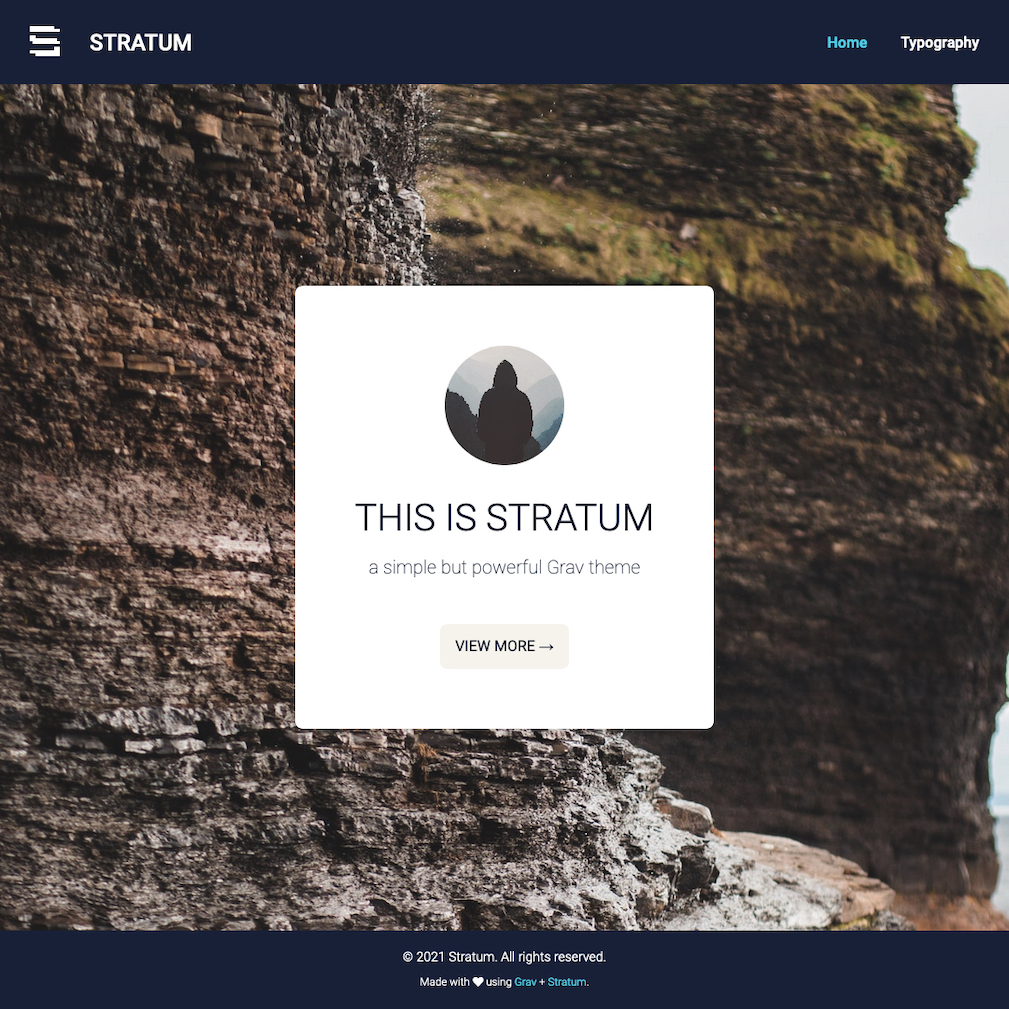 STRATUM
Home
Typography
THIS IS STRATUM
a simple but powerful Grav theme
VIEW MORE →
© 2021 Stratum. All rights reserved.
Made with ♥ using Grav + Stratum.